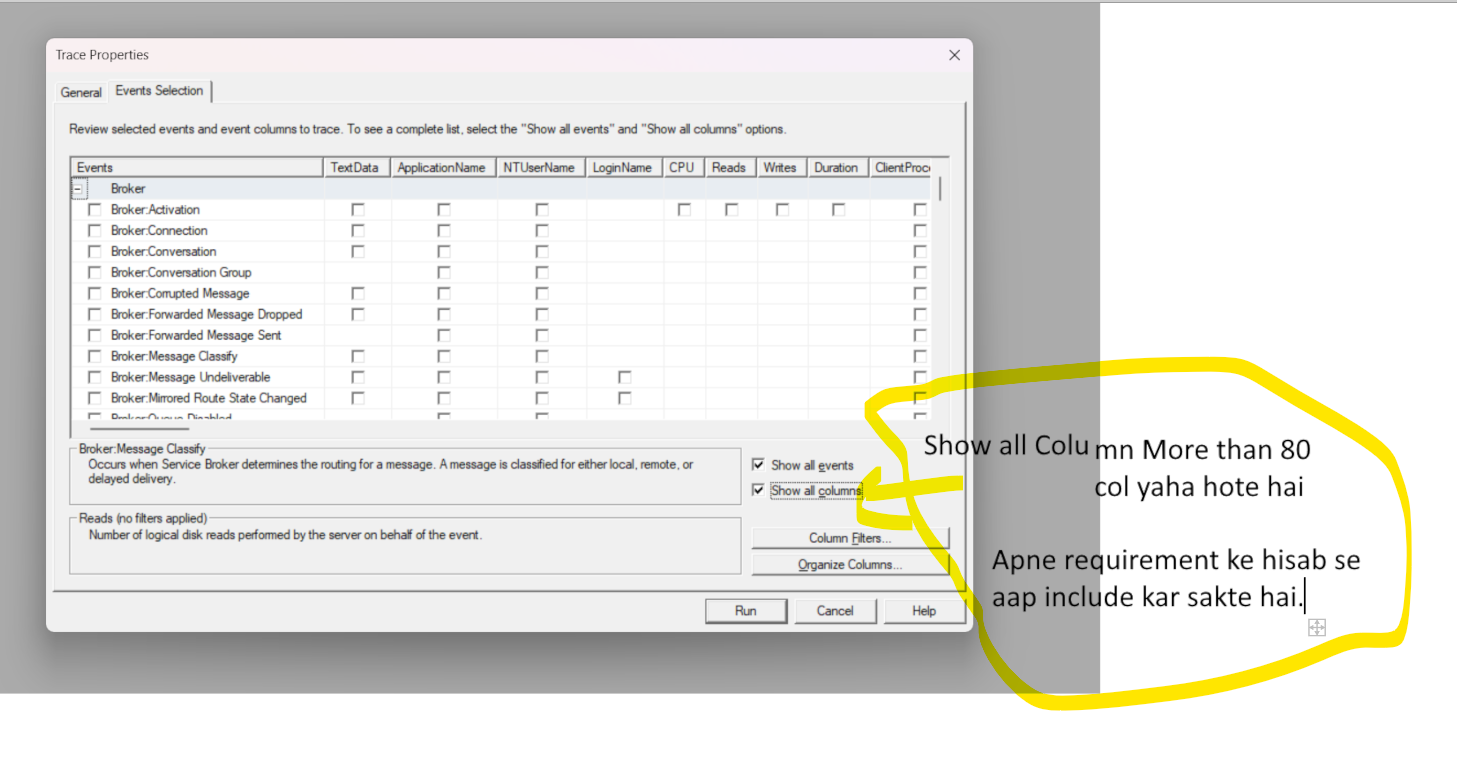 Trace Properties
General Events Selection
Review selected events and event columns to trace. To see a complete list, select the "Show all events" and "Show all columns" options.
Events TextData ApplicationName NTUserName LoginName CPU Reads Writes Duration ClientProc
Broker
Broker:Activation
Broker:Connection
Broker:Conversation
Broker:Conversation Group
Broker:Corrupted Message
Broker:Forwarded Message Dropped
Broker:Forwarded Message Sent
Broker:Message Classify
Broker:Message Undeliverable
Broker:Mirrored Route State Changed
Broker:Queue Disabled
Broker:Message Classify
Occurs when Service Broker determines the routing for a message. A message is classified for either local, remote, or
delayed delivery.
Show all events
Show all columns
Reads (no filters applied)
Number of logical disk reads performed by the server on behalf of the event.
Column Filters...
Organize Columns...
Run Cancel Help
Show all Column More than 80
col yaha hote hai
Apne requirement ke hisab se
aap include kar sakte hai.